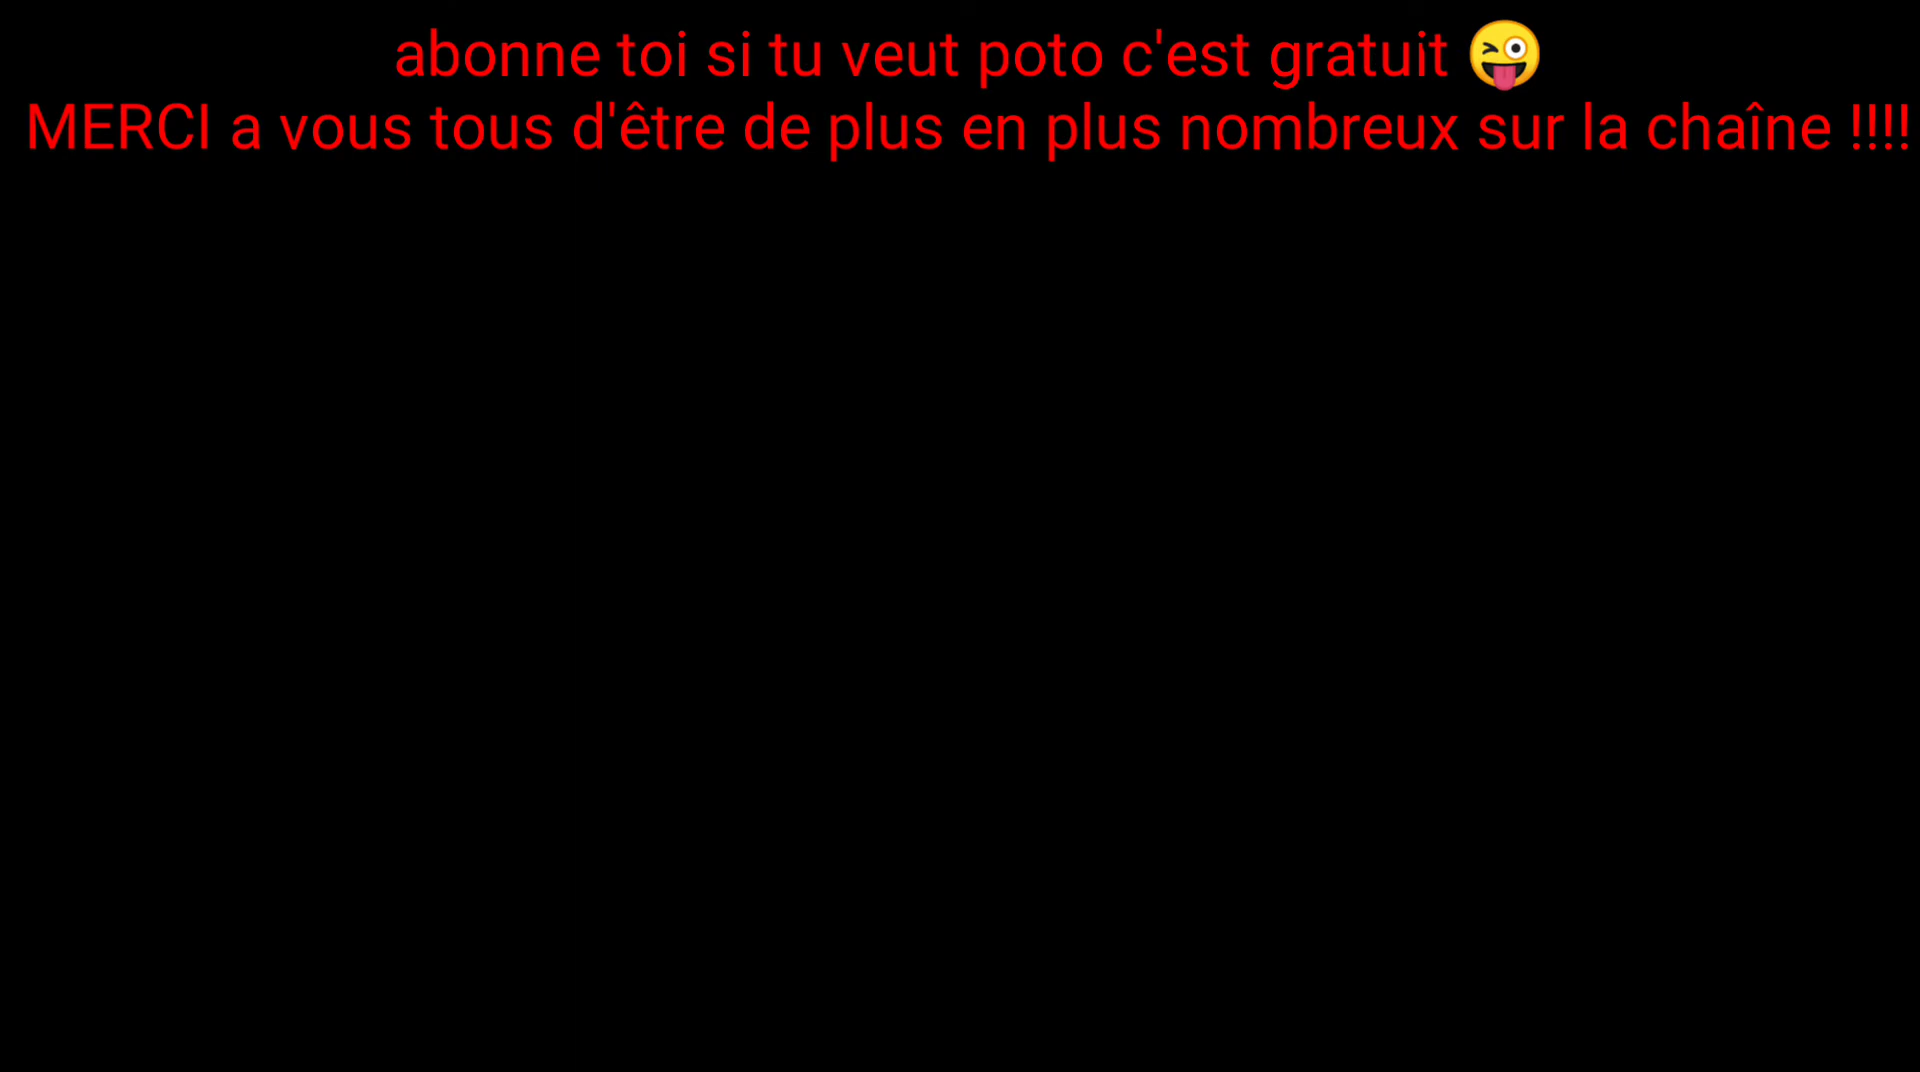 abonne toi si tu veut poto c'est gratuit 😜
MERCI a vous tous d'être de plus en plus nombreux sur la chaîne !!!!